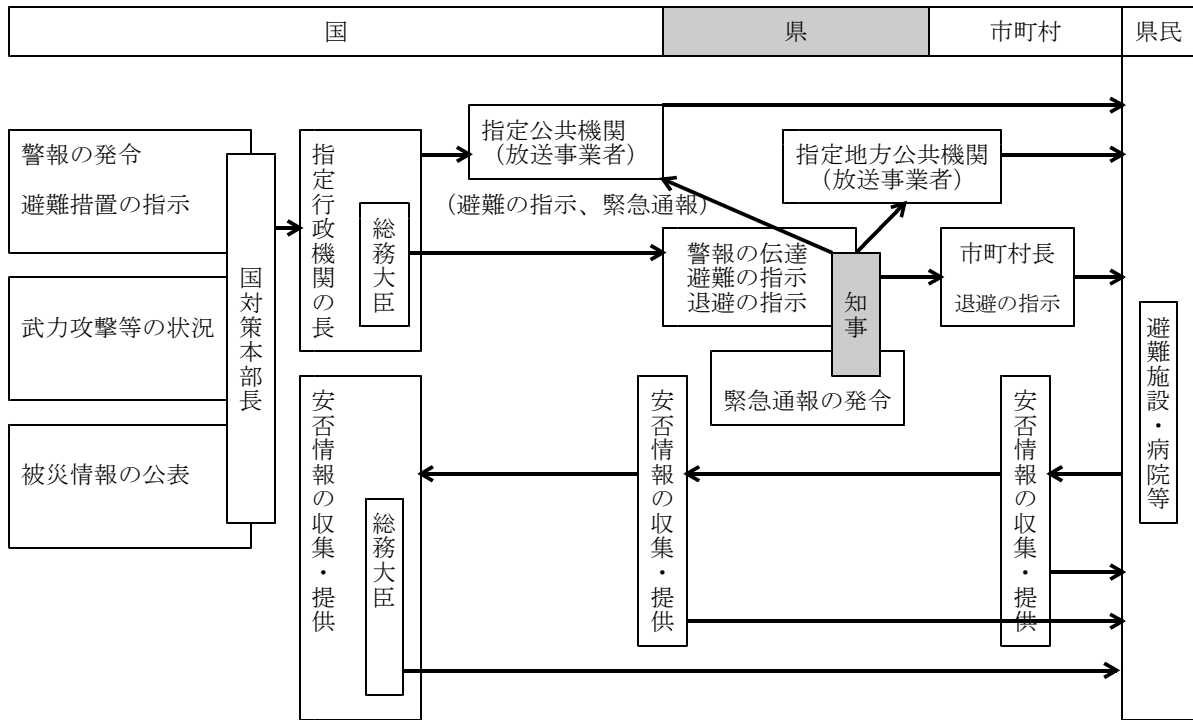 国
県
市町村
県民
警報の発令
避難措置の指示
武力攻撃等の状況
被災情報の公表
国対策本部長
指定行政機関の長
総務大臣
指定公共機関
（放送事業者）
（避難の指示、緊急通報）
指定地方公共機関
（放送事業者）
警報の伝達
避難の指示
退避の指示
知事
緊急通報の発令
市町村長
退避の指示
避難施設・病院等
安否情報の収集・提供
総務大臣
安否情報の収集・提供
安否情報の収集・提供